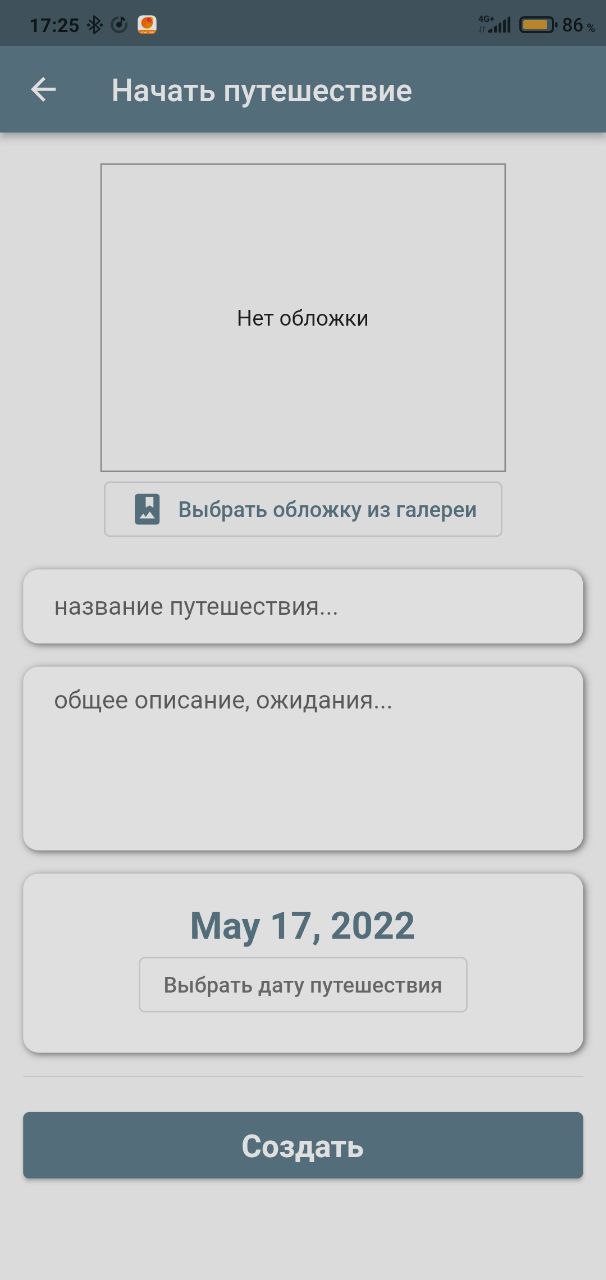 17:25 4G+ 86 %
Начать путешествие
Нет обложки
Выбрать обложку из галереи
название путешествия...
общее описание, ожидания...
May 17, 2022
Выбрать дату путешествия
Создать